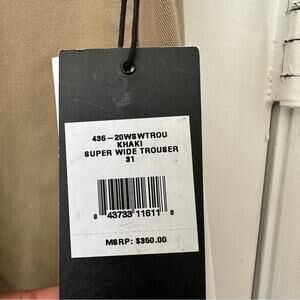 436-20WSWTROU
KHAKI
SUPER WIDE TROUSER
31
8 43733 11611 8
MSRP: $350.00